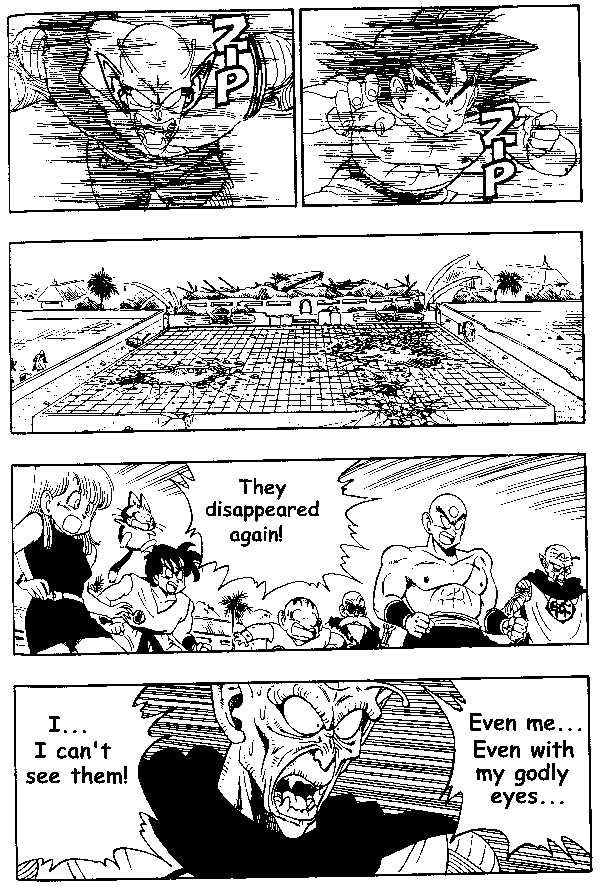 ZIP
ZIP
They
disappeared
again!
I...
I can't
see them!
Even me...
Even with
my godly
eyes...